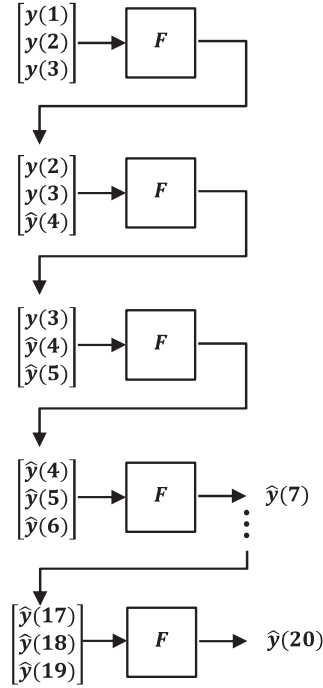 y(1)
y(2)
y(3)
F
y(2)
y(3)
ŷ(4)
F
y(3)
ŷ(4)
ŷ(5)
F
ŷ(4)
ŷ(5)
ŷ(6)
F
ŷ(7)
ŷ(17)
ŷ(18)
ŷ(19)
F
ŷ(20)